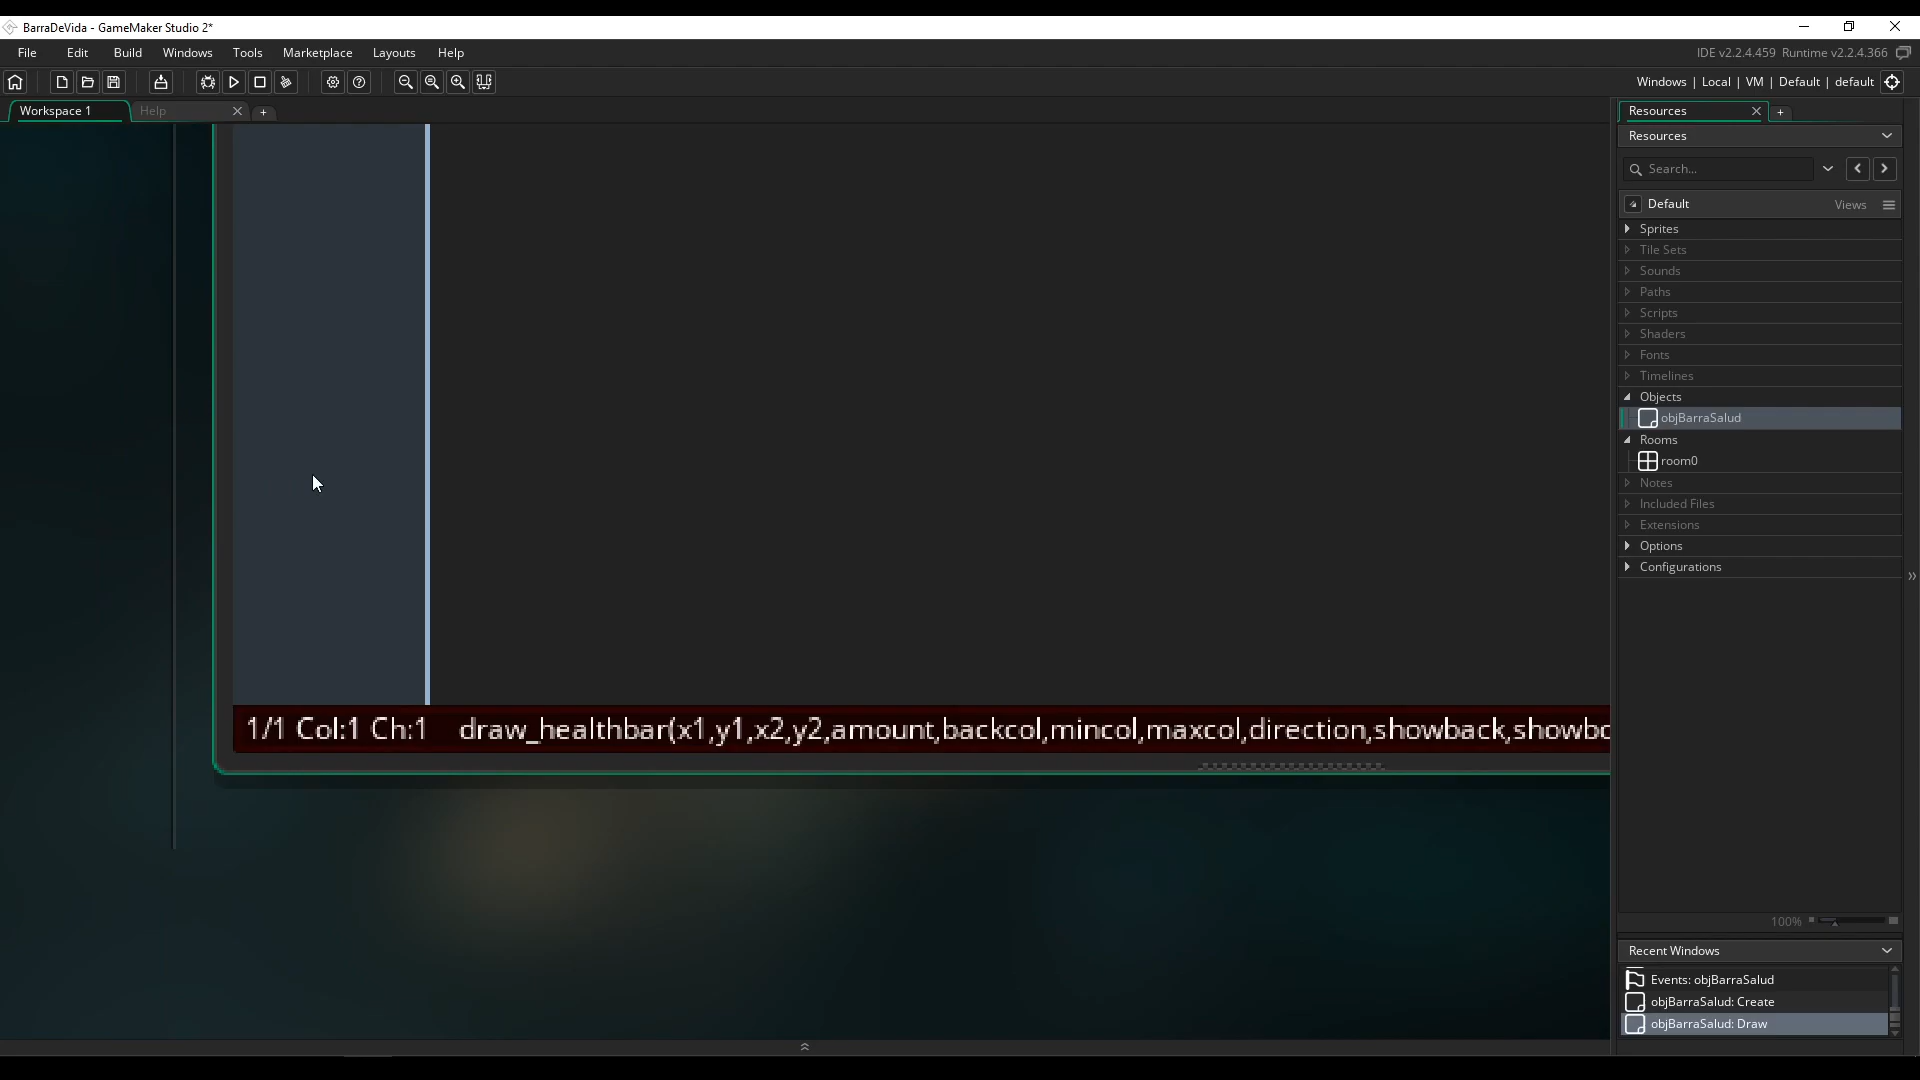 BarraDeVida - GameMaker Studio 2*
File Edit Build Windows Tools Marketplace Layouts Help
IDE v2.2.4.459 Runtime v2.2.4.366
Windows | Local | VM | Default | default
Workspace 1
Help
Resources
Resources
Search...
Default
Views
Sprites
Tile Sets
Sounds
Paths
Scripts
Shaders
Fonts
Timelines
Objects
objBarraSalud
Rooms
room0
Notes
Included Files
Extensions
Options
Configurations
1/1 Col:1 Ch:1 draw_healthbar(x1,y1,x2,y2,amount,backcol,mincol,maxcol,direction,showback,showbo
100%
Recent Windows
Events: objBarraSalud
objBarraSalud: Create
objBarraSalud: Draw